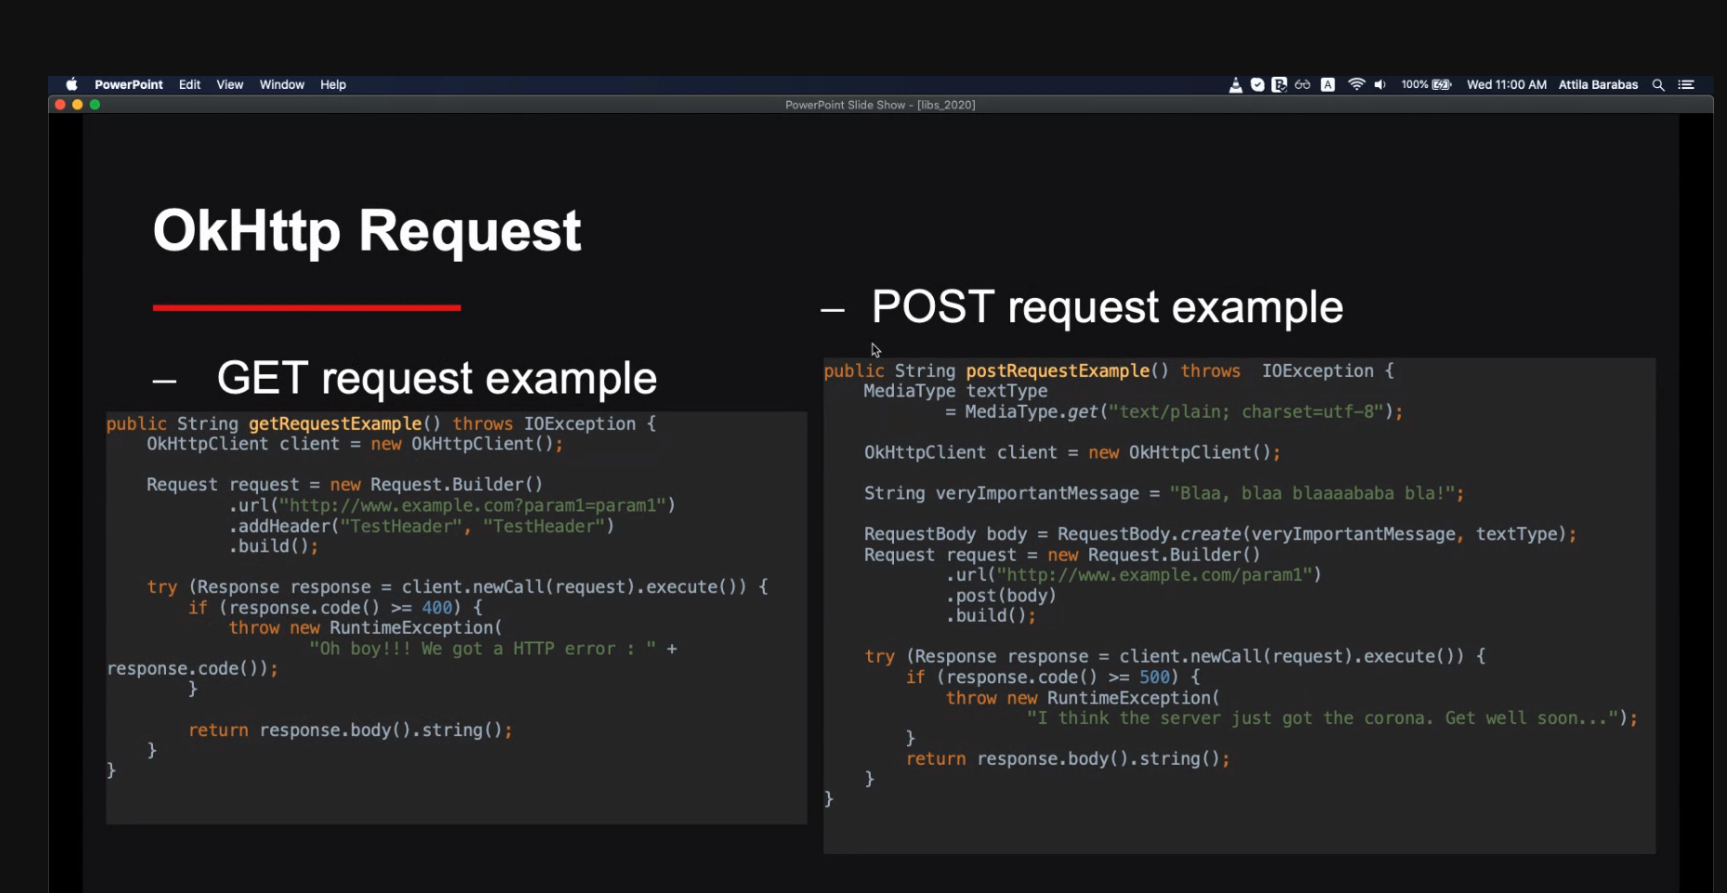 PowerPoint Edit View Window Help
100% Wed 11:00 AM Attila Barabas
PowerPoint Slide Show - [libs_2020]
OkHttp Request
– GET request example
public String getRequestExample() throws IOException {
    OkHttpClient client = new OkHttpClient();
    Request request = new Request.Builder()
            .url("http://www.example.com?param1=param1")
            .addHeader("TestHeader", "TestHeader")
            .build();
    try (Response response = client.newCall(request).execute()) {
        if (response.code() >= 400) {
            throw new RuntimeException(
                    "Oh boy!!! We got a HTTP error : " +
response.code());
        }
        return response.body().string();
    }
}
– POST request example
public String postRequestExample() throws  IOException {
    MediaType textType
            = MediaType.get("text/plain; charset=utf-8");
    OkHttpClient client = new OkHttpClient();
    String veryImportantMessage = "Blaa, blaa blaaaababa bla!";
    RequestBody body = RequestBody.create(veryImportantMessage, textType);
    Request request = new Request.Builder()
            .url("http://www.example.com/param1")
            .post(body)
            .build();
    try (Response response = client.newCall(request).execute()) {
        if (response.code() >= 500) {
            throw new RuntimeException(
                    "I think the server just got the corona. Get well soon...");
        }
        return response.body().string();
    }
}